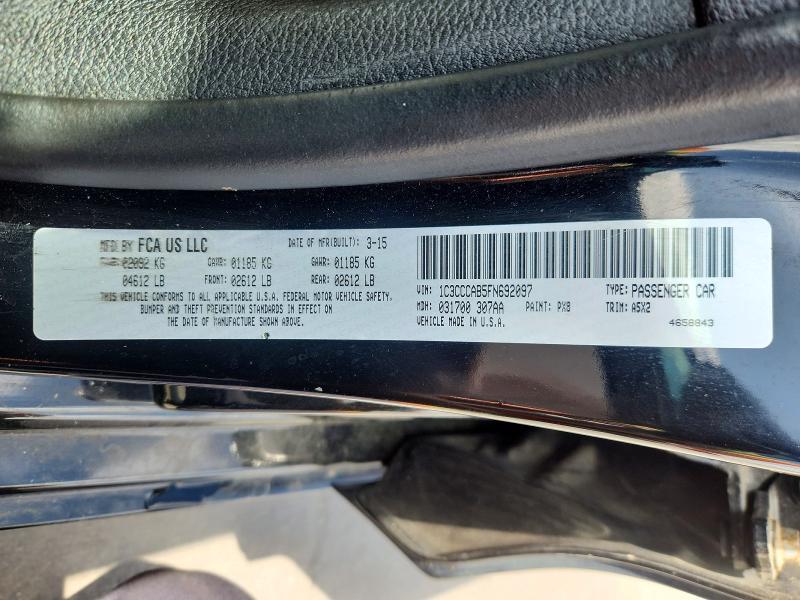 MFD BY FCA US LLC DATE OF MFR(BUILT): 3-15
02092 KG GAWR: 01185 KG GAWR: 01185 KG
04612 LB FRONT: 02612 LB REAR: 02612 LB
THIS VEHICLE CONFORMS TO ALL APPLICABLE U.S.A. FEDERAL MOTOR VEHICLE SAFETY,
BUMPER AND THEFT PREVENTION STANDARDS IN EFFECT ON
THE DATE OF MANUFACTURE SHOWN ABOVE.
VIN: 1C3CCCAB5FN692097 TYPE: PASSENGER CAR
MDH: 031700 307AA PAINT: PX8 TRIM: A5X2
VEHICLE MADE IN U.S.A. 4658843